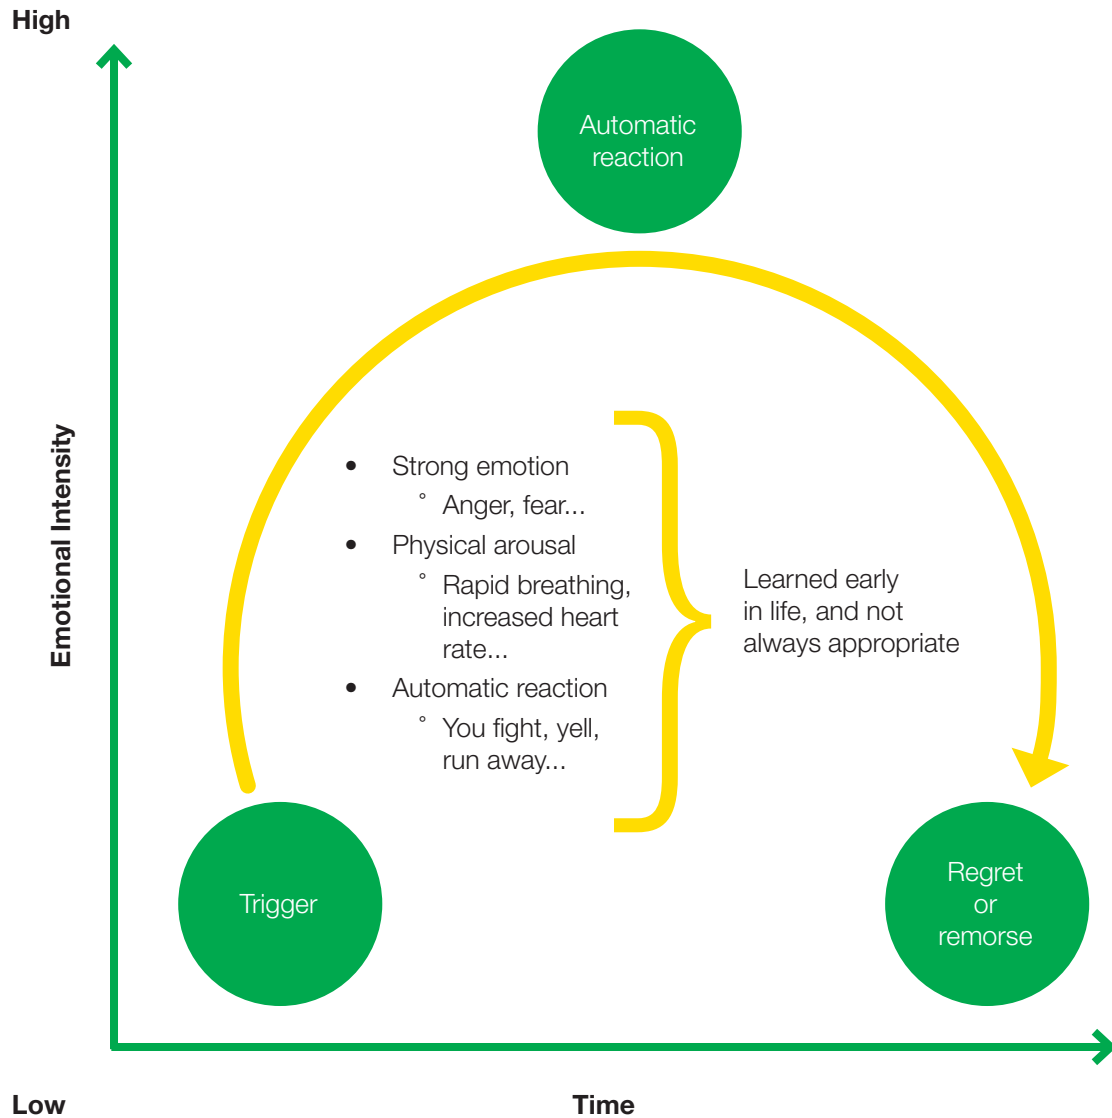 High
Automatic
reaction
Emotional Intensity
• Strong emotion
° Anger, fear...
• Physical arousal
° Rapid breathing,
increased heart
rate...
• Automatic reaction
° You fight, yell,
run away...
Learned early
in life, and not
always appropriate
Trigger
Regret
or
remorse
Low
Time